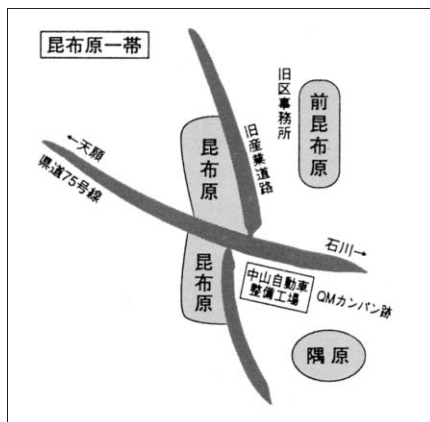 昆布原一帯
旧区事務所
前昆布原
←天願
県道75号線
昆布原
旧産業道路
石川→
昆布原
中山自動車
整備工場
QMカンパン跡
隅原